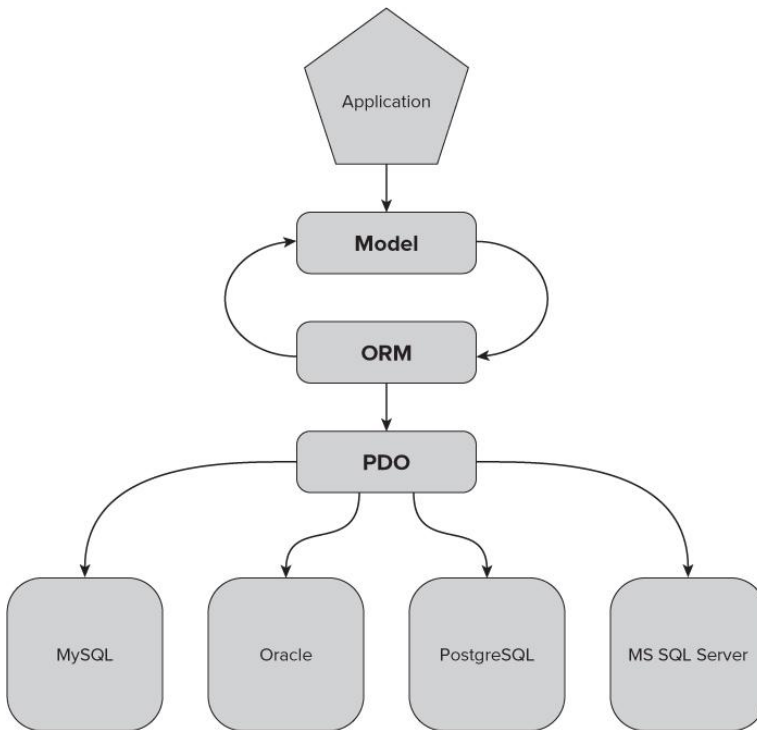 Application
Model
ORM
PDO
MySQL
Oracle
PostgreSQL
MS SQL Server